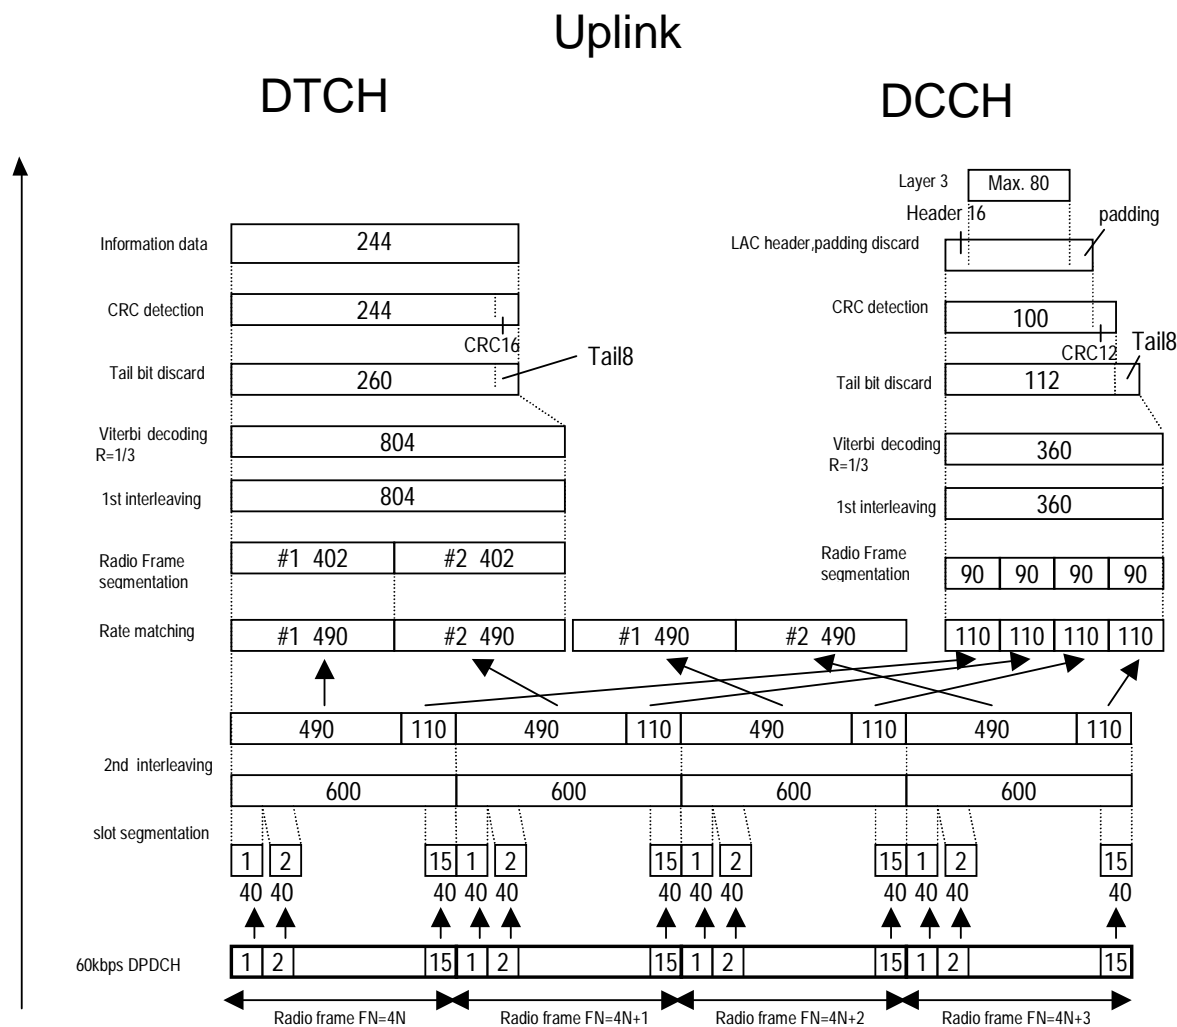 Uplink
DTCH
DCCH
Layer 3
Max. 80
Header 16
padding
Information data
244
LAC header,padding discard
CRC detection
244
CRC16
CRC detection
100
CRC12
Tail8
Tail8
Tail bit discard
260
Tail bit discard
112
Viterbi decoding
R=1/3
804
Viterbi decoding
R=1/3
360
1st interleaving
804
1st interleaving
360
Radio Frame
segmentation
#1 402
#2 402
Radio Frame
segmentation
90 90 90 90
Rate matching
#1 490
#2 490
#1 490
#2 490
110 110 110 110
490 110 490 110 490 110 490 110
2nd interleaving
600 600 600 600
slot segmentation
1 2 15 1 2 15 1 2 15 1 2 15
40 40 40 40 40 40 40 40 40 40 40 40
60kbps DPDCH
1 2 15 1 2 15 1 2 15 1 2 15
Radio frame FN=4N
Radio frame FN=4N+1
Radio frame FN=4N+2
Radio frame FN=4N+3